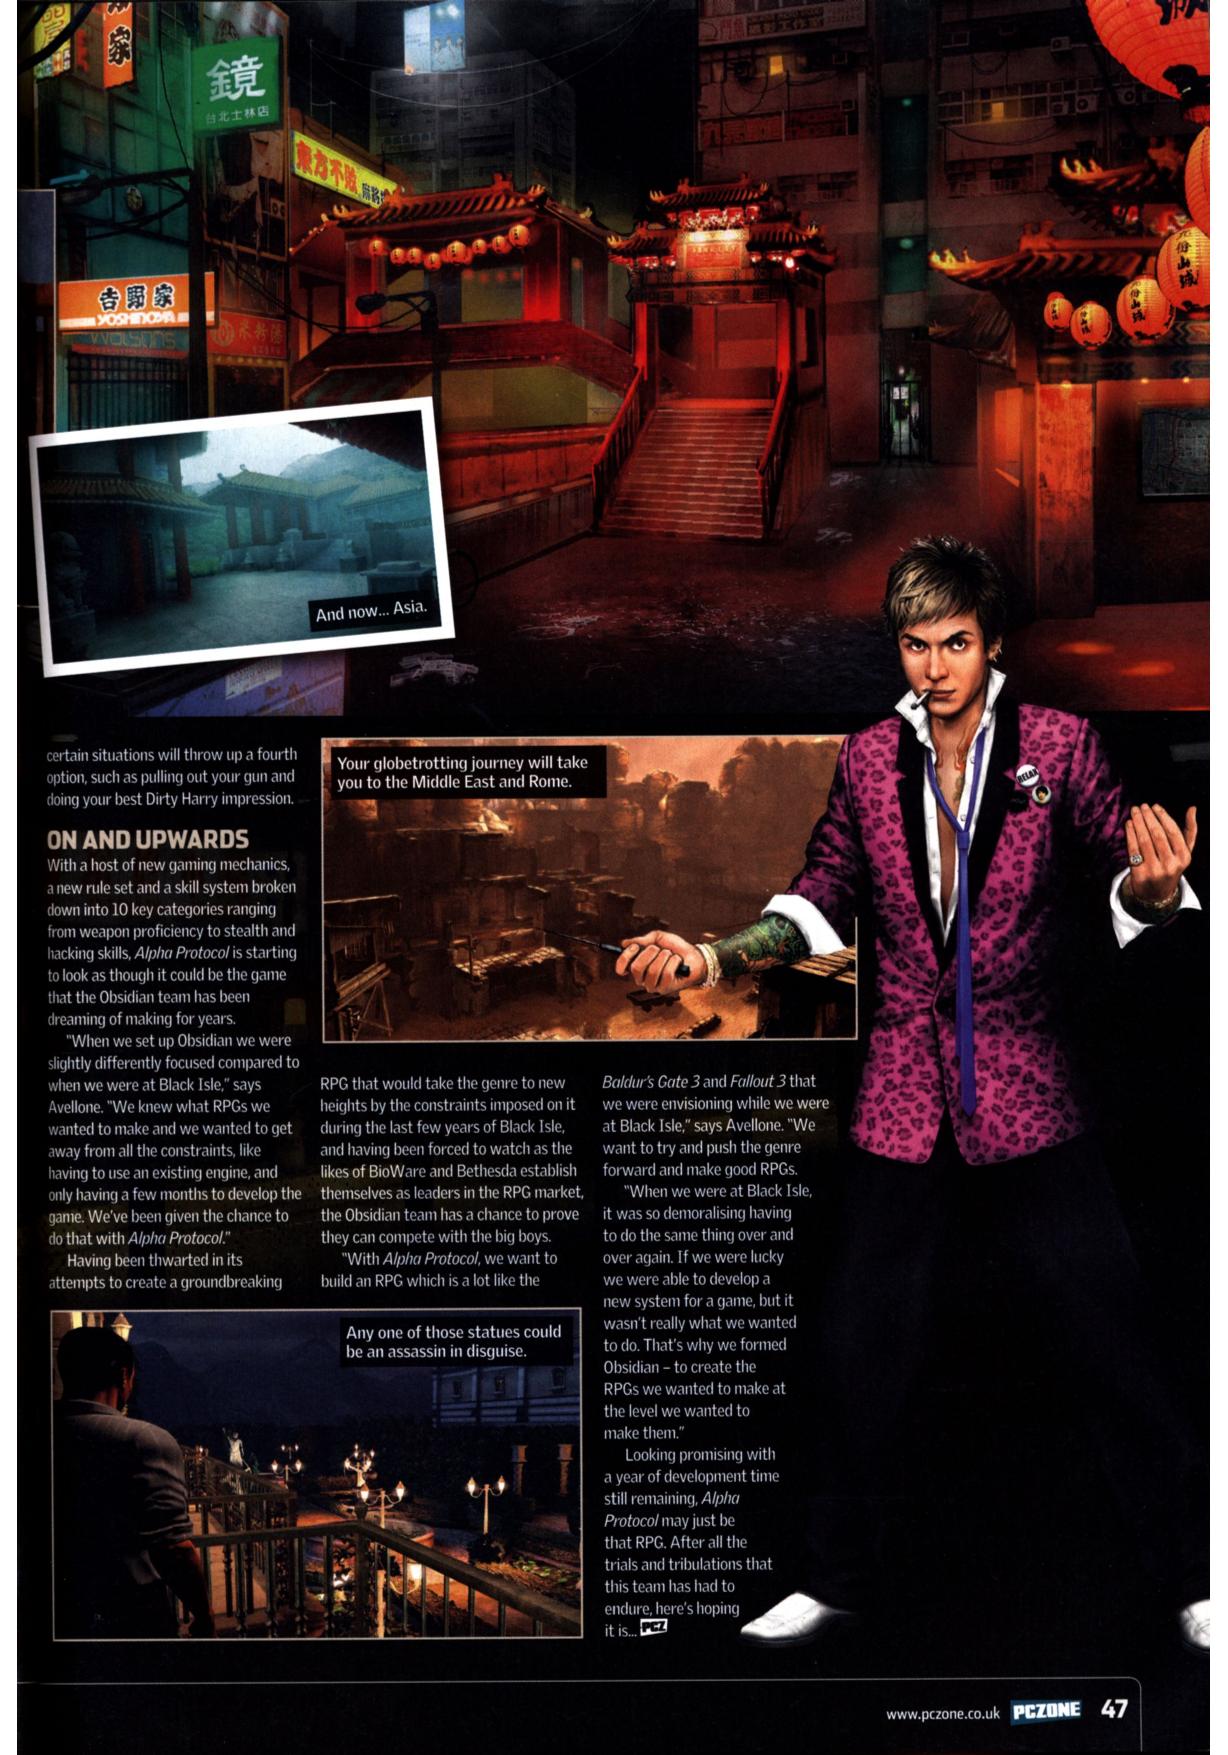 家
鏡
台北士林店
東方不敗
吉野家
YOSHINOYA
WATSONS
And now... Asia.
certain situations will throw up a fourth
option, such as pulling out your gun and
doing your best Dirty Harry impression.
ON AND UPWARDS
With a host of new gaming mechanics,
a new rule set and a skill system broken
down into 10 key categories ranging
from weapon proficiency to stealth and
hacking skills, Alpha Protocol is starting
to look as though it could be the game
that the Obsidian team has been
dreaming of making for years.
"When we set up Obsidian we were
slightly differently focused compared to
when we were at Black Isle," says
Avellone. "We knew what RPGs we
wanted to make and we wanted to get
away from all the constraints, like
having to use an existing engine, and
only having a few months to develop the
game. We've been given the chance to
do that with Alpha Protocol."
Having been thwarted in its
attempts to create a groundbreaking
Your globetrotting journey will take
you to the Middle East and Rome.
RELAX
RPG that would take the genre to new
heights by the constraints imposed on it
during the last few years of Black Isle,
and having been forced to watch as the
likes of BioWare and Bethesda establish
themselves as leaders in the RPG market,
the Obsidian team has a chance to prove
they can compete with the big boys.
"With Alpha Protocol, we want to
build an RPG which is a lot like the
Baldur's Gate 3 and Fallout 3 that
we were envisioning while we were
at Black Isle," says Avellone. "We
want to try and push the genre
forward and make good RPGs.
"When we were at Black Isle,
it was so demoralising having
to do the same thing over and
over again. If we were lucky
we were able to develop a
new system for a game, but it
wasn't really what we wanted
to do. That's why we formed
Obsidian – to create the
RPGs we wanted to make at
the level we wanted to
make them."
Looking promising with
a year of development time
still remaining, Alpha
Protocol may just be
that RPG. After all the
trials and tribulations that
this team has had to
endure, here's hoping
it is... PCZ
Any one of those statues could
be an assassin in disguise.
www.pczone.co.uk PCZONE 47